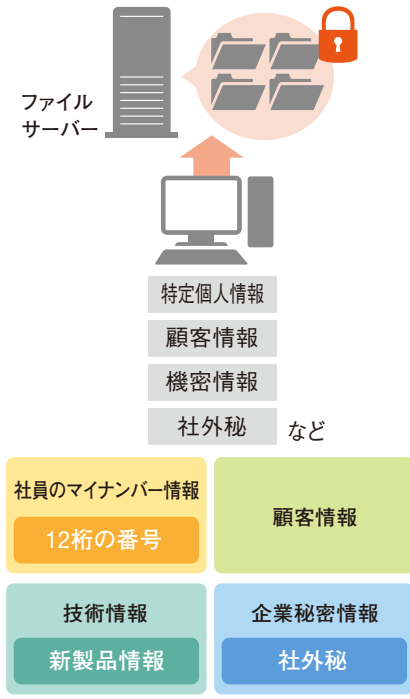 ファイル
サーバー
特定個人情報
顧客情報
機密情報
社外秘
など
社員のマイナンバー情報
12桁の番号
顧客情報
技術情報
新製品情報
企業秘密情報
社外秘